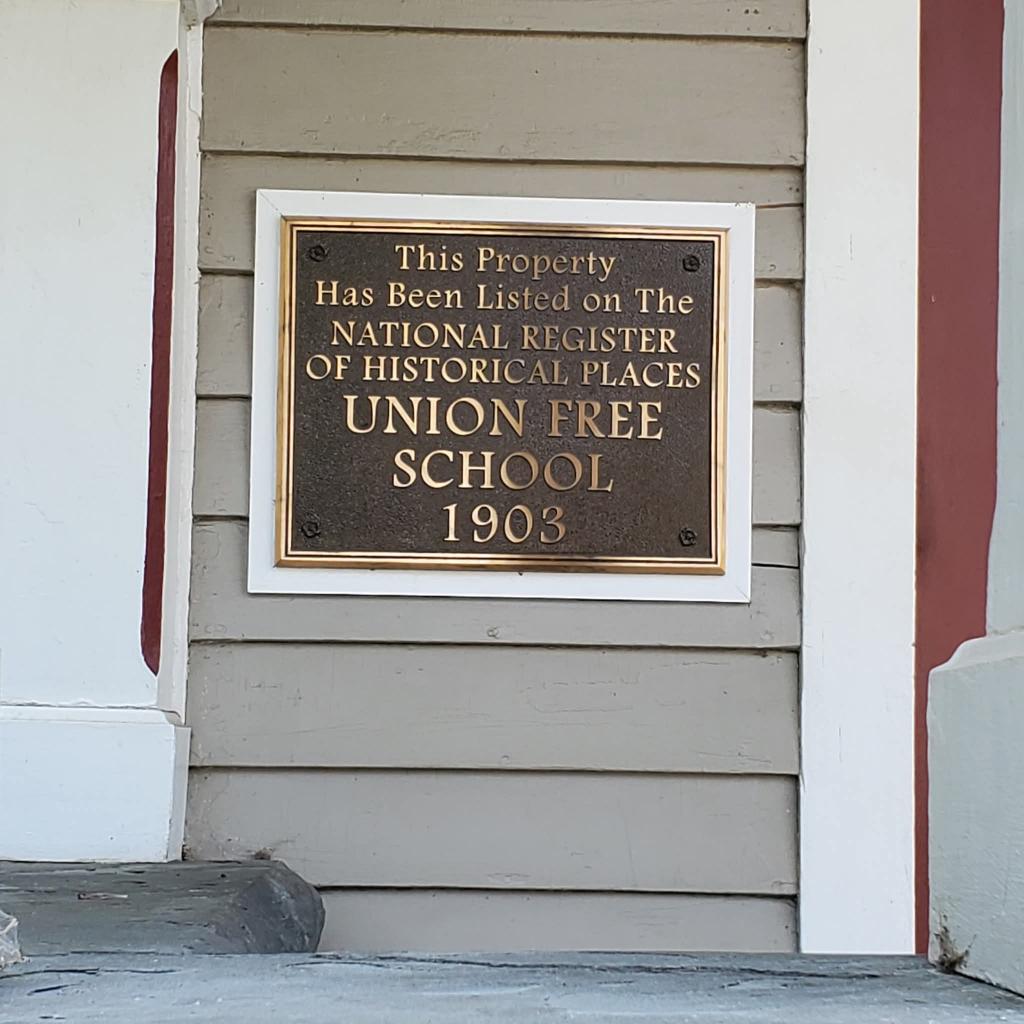 This Property
Has Been Listed on The
NATIONAL REGISTER
OF HISTORICAL PLACES
UNION FREE
SCHOOL
1903